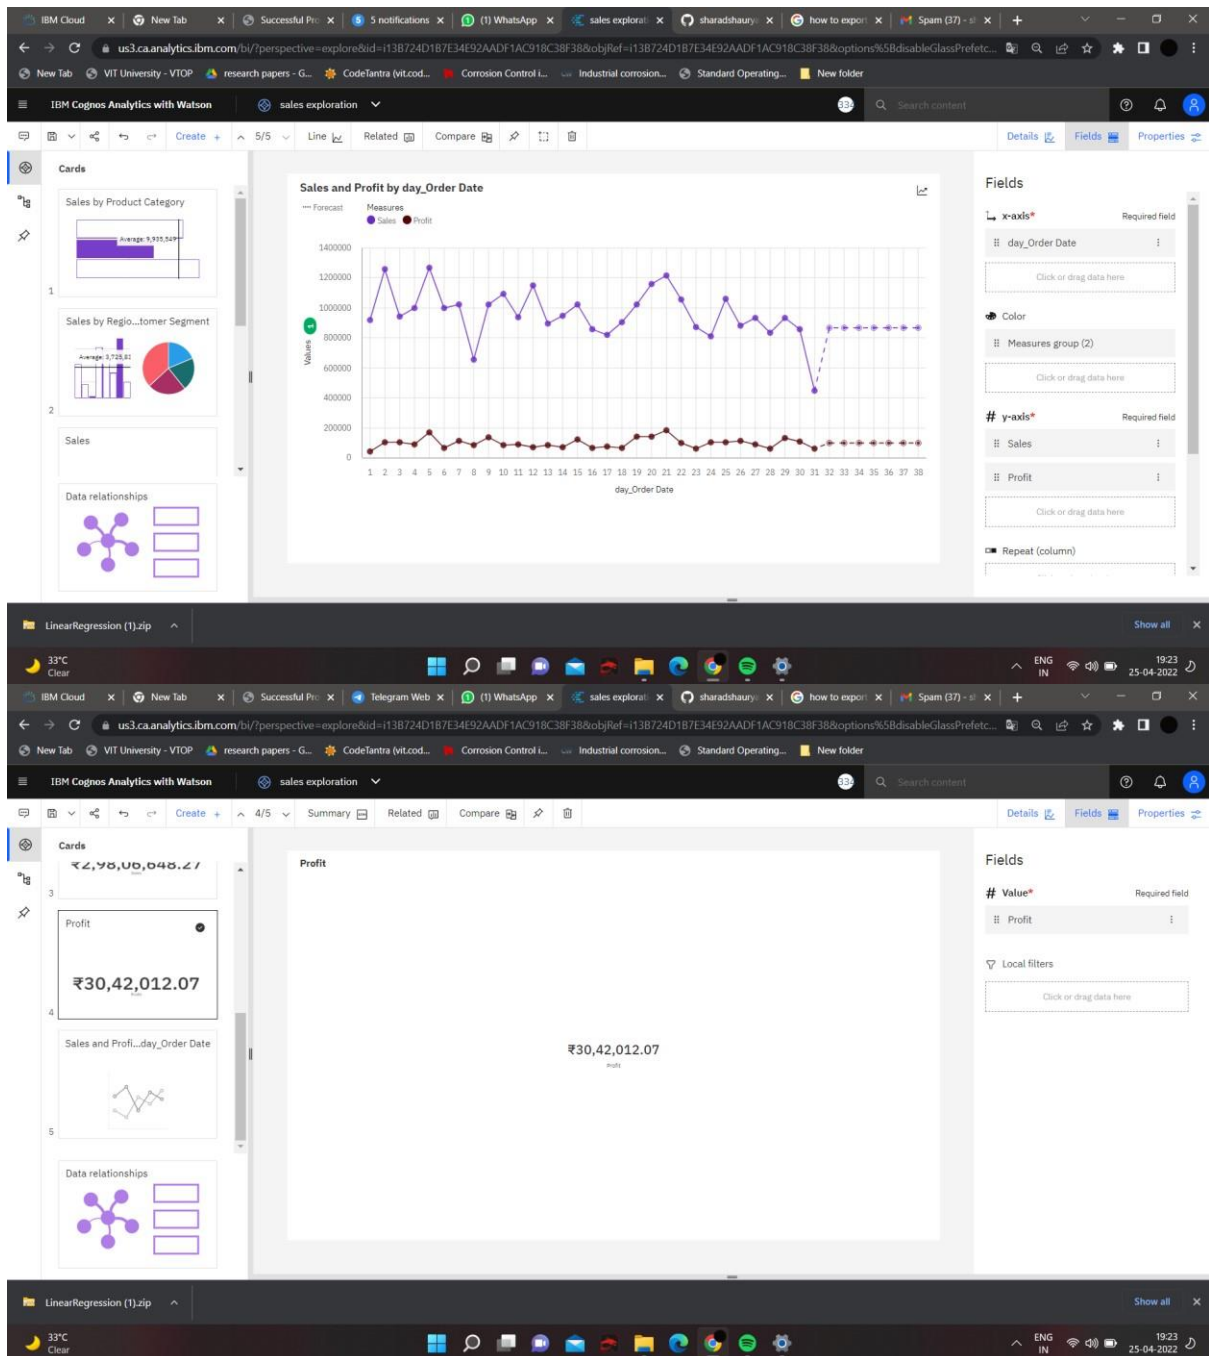 IBM Cloud New Tab Successful Pro 5 notifications (1) WhatsApp sales explorati sharadshaurya how to export Spam (37) - s
us3.ca.analytics.ibm.com/bi/?perspective=explore&id=i13B724D1B7E34E92AADF1AC918C38F38&objRef=i13B724D1B7E34E92AADF1AC918C38F38&options%5BdisableGlassPrefetc...
New Tab VIT University - VTOP research papers - G... CodeTantra (vit.cod... Corrosion Control i... Industrial corrosion... Standard Operating... New folder
IBM Cognos Analytics with Watson sales exploration 334 Search content
Create + 5/5 Line Related Compare Details Fields Properties
Cards
Sales by Product Category
Average: 9,935,549
1
Sales by Regio...tomer Segment
Average: 3,725,83
2
Sales
Data relationships
Sales and Profit by day_Order Date
Forecast Measures
Sales Profit
1400000
1200000
1000000
800000
600000
400000
200000
0
Values
1 2 3 4 5 6 7 8 9 10 11 12 13 14 15 16 17 18 19 20 21 22 23 24 25 26 27 28 29 30 31 32 33 34 35 36 37 38
day_Order Date
Fields
x-axis* Required field
day_Order Date
Click or drag data here
Color
Measures group (2)
Click or drag data here
# y-axis* Required field
Sales
Profit
Click or drag data here
Repeat (column)
LinearRegression (1).zip Show all
33°C
Clear
ENG
IN
19:23
25-04-2022
IBM Cloud New Tab Successful Pro Telegram Web (1) WhatsApp sales explorati sharadshaurya how to export Spam (37) - s
us3.ca.analytics.ibm.com/bi/?perspective=explore&id=i13B724D1B7E34E92AADF1AC918C38F38&objRef=i13B724D1B7E34E92AADF1AC918C38F38&options%5BdisableGlassPrefetc...
New Tab VIT University - VTOP research papers - G... CodeTantra (vit.cod... Corrosion Control i... Industrial corrosion... Standard Operating... New folder
IBM Cognos Analytics with Watson sales exploration 334 Search content
Create + 4/5 Summary Related Compare Details Fields Properties
Cards
₹2,98,06,648.27
3
Profit
₹30,42,012.07
4
Sales and Profi...day_Order Date
5
Data relationships
Profit
₹30,42,012.07
Profit
Fields
# Value* Required field
Profit
Local filters
Click or drag data here
LinearRegression (1).zip Show all
33°C
Clear
ENG
IN
19:23
25-04-2022